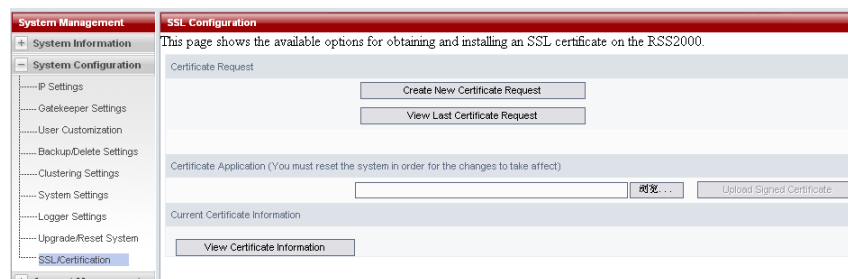 System Management
SSL Configuration
System Information
This page shows the available options for obtaining and installing an SSL certificate on the RSS2000.
System Configuration
Certificate Request
IP Settings
Create New Certificate Request
Gatekeeper Settings
View Last Certificate Request
User Customization
Backup/Delete Settings
Certificate Application (You must reset the system in order for the changes to take affect)
Clustering Settings
System Settings
浏览...
Upload Signed Certificate
Logger Settings
Current Certificate Information
Upgrade/Reset System
View Certificate Information
SSL/Certification